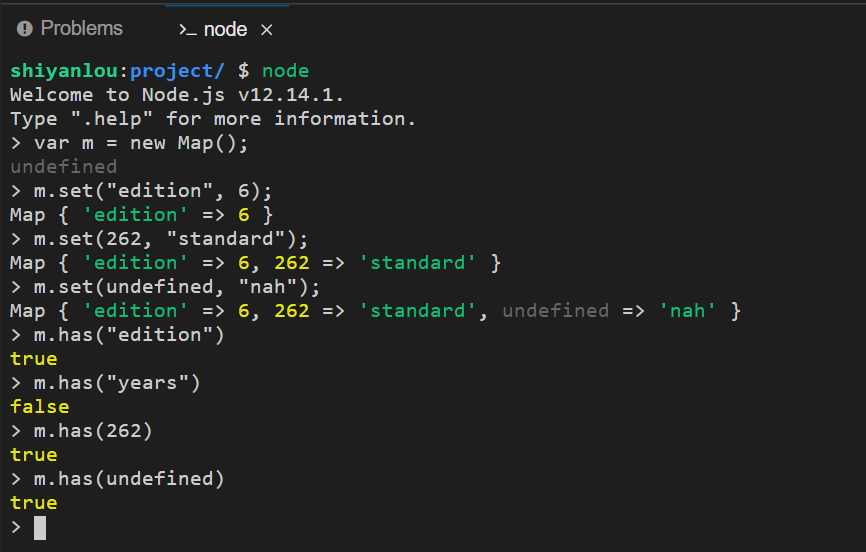 Problems >_ node ×
shiyanlou:project/ $ node
Welcome to Node.js v12.14.1.
Type ".help" for more information.
> var m = new Map();
undefined
> m.set("edition", 6);
Map { 'edition' => 6 }
> m.set(262, "standard");
Map { 'edition' => 6, 262 => 'standard' }
> m.set(undefined, "nah");
Map { 'edition' => 6, 262 => 'standard', undefined => 'nah' }
> m.has("edition")
true
> m.has("years")
false
> m.has(262)
true
> m.has(undefined)
true
>